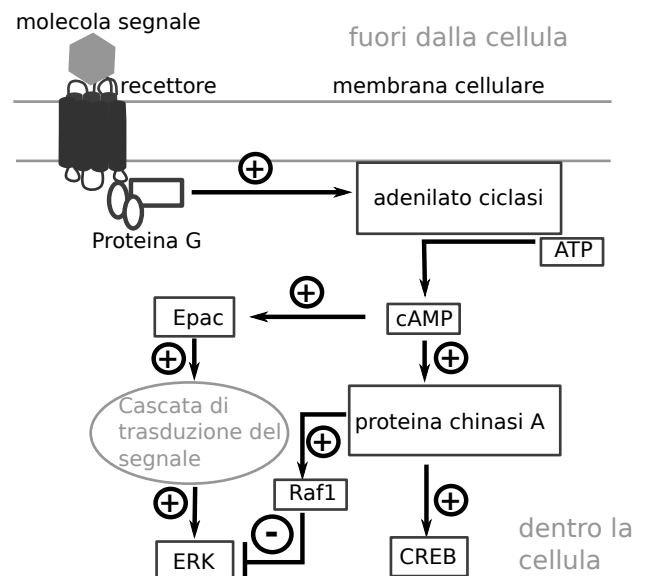 molecola segnale
fuori dalla cellula
recettore
membrana cellulare
+
adenilato ciclasi
Proteina G
ATP
+
Epac
cAMP
+
+
Cascata di
trasduzione del
segnale
proteina chinasi A
+
Raf1
+
+
-
dentro la
cellula
ERK
CREB